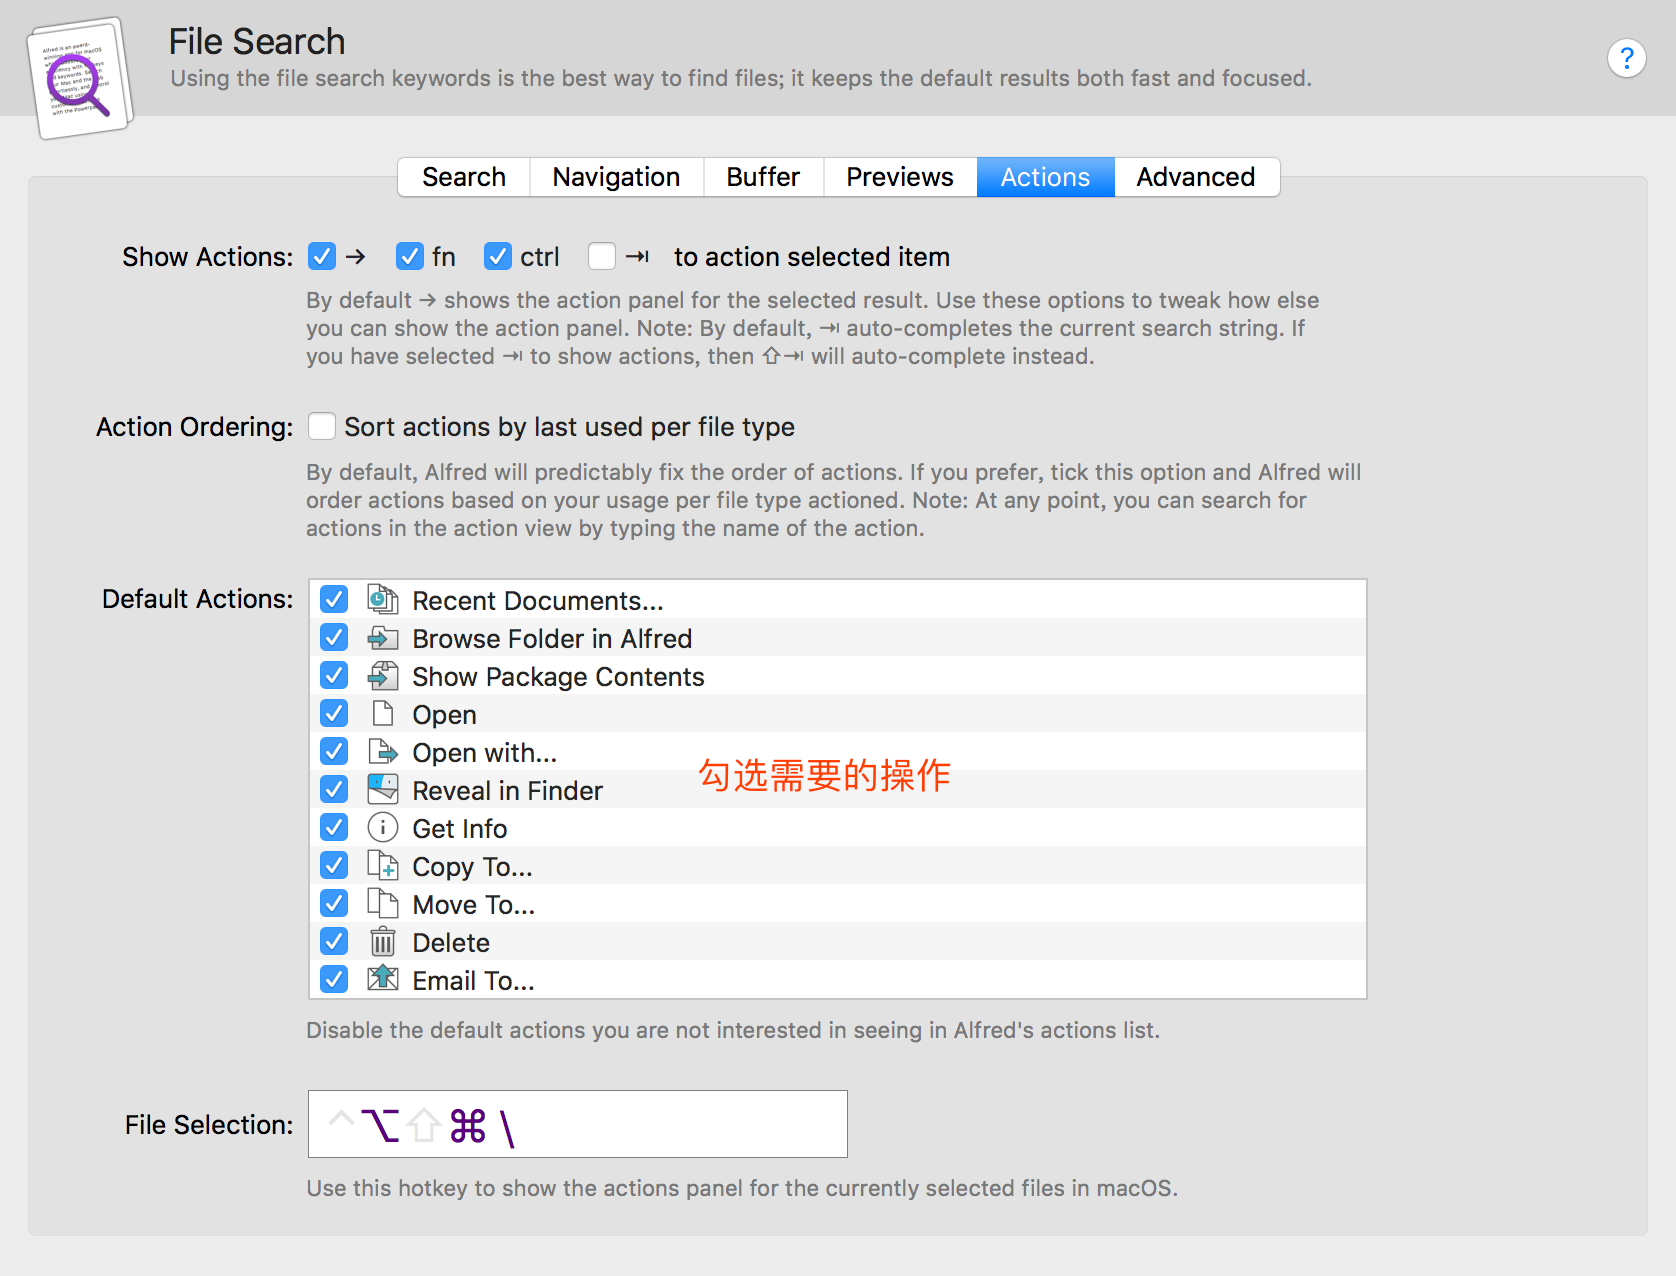 File Search
Using the file search keywords is the best way to find files; it keeps the default results both fast and focused.
?
Search Navigation Buffer Previews Actions Advanced
Show Actions: → fn ctrl ⇥ to action selected item
By default → shows the action panel for the selected result. Use these options to tweak how else
you can show the action panel. Note: By default, ⇥ auto-completes the current search string. If
you have selected ⇥ to show actions, then ⇧⇥ will auto-complete instead.
Action Ordering: Sort actions by last used per file type
By default, Alfred will predictably fix the order of actions. If you prefer, tick this option and Alfred will
order actions based on your usage per file type actioned. Note: At any point, you can search for
actions in the action view by typing the name of the action.
Default Actions: Recent Documents...
Browse Folder in Alfred
Show Package Contents
Open
Open with...
勾选需要的操作
Reveal in Finder
Get Info
Copy To...
Move To...
Delete
Email To...
Disable the default actions you are not interested in seeing in Alfred's actions list.
File Selection: ^⌥⇧⌘\
Use this hotkey to show the actions panel for the currently selected files in macOS.